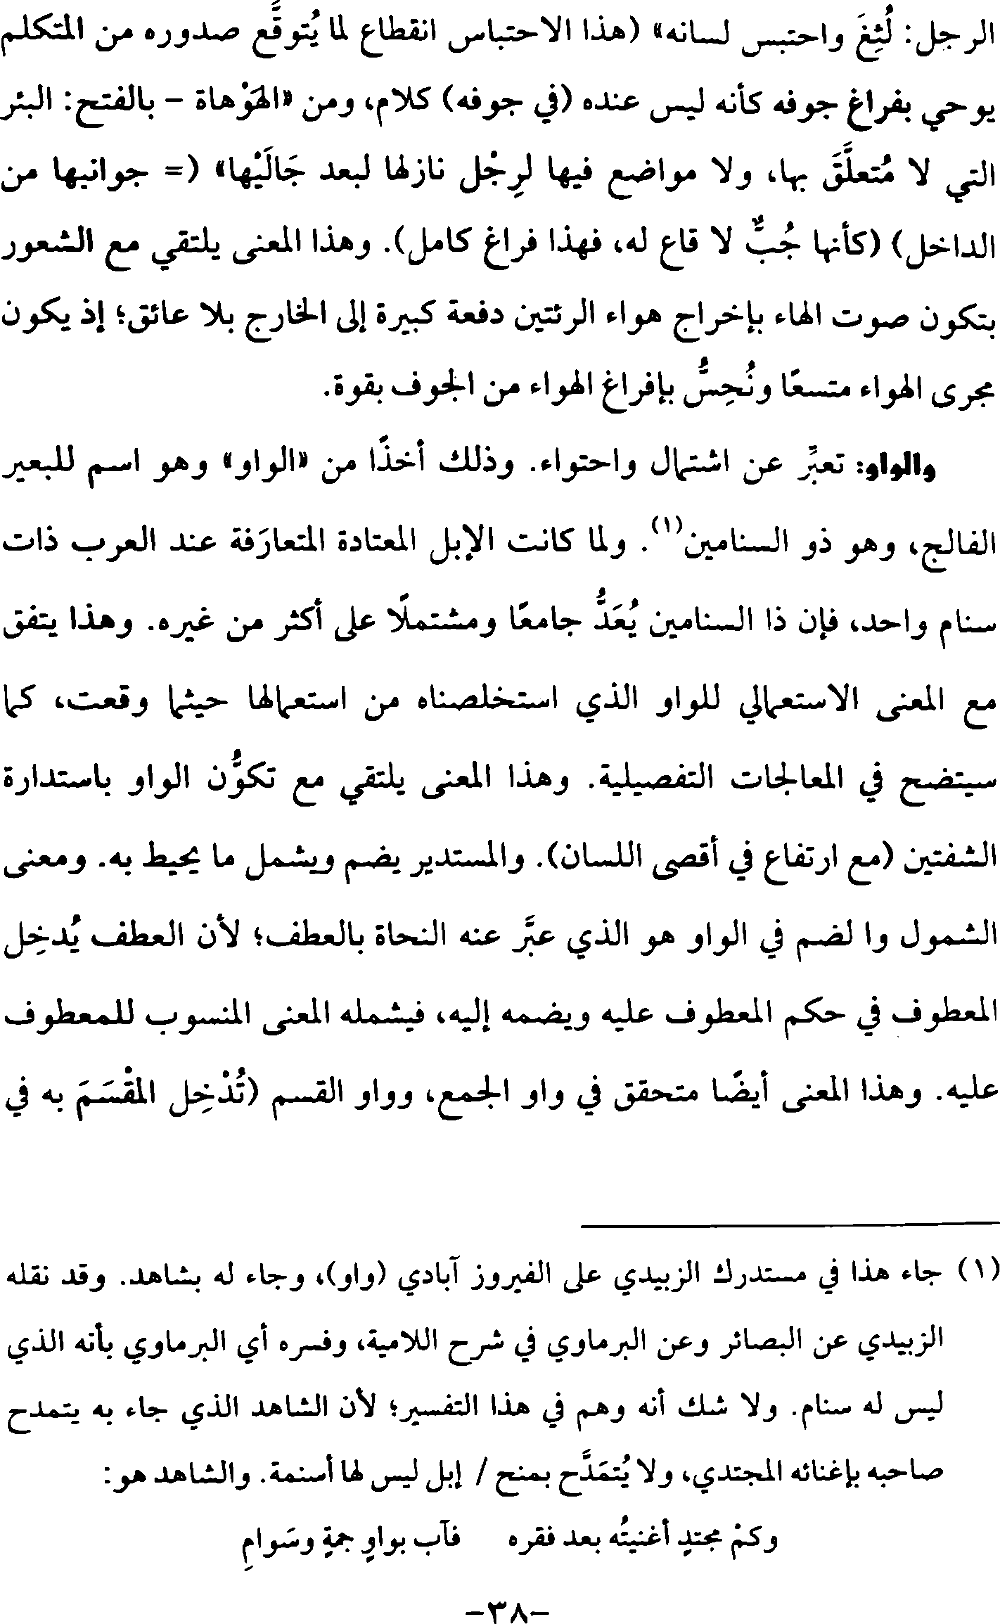 الرجل: لُثِغَ واحتبس لسانه» (هذا الاحتباس انقطاع لما يُتوقَّع صدوره من المتكلم
يوحي بفراغ جوفه كأنه ليس عنده (في جوفه) كلام، ومن «الهَوْهاة – بالفتح: البئر
التي لا مُتعلَّقَ بها، ولا مواضع فيها لرِجْل نازلها لبعد جَالَيْها» (= جوانبها من
الداخل) (كأنها جُبٌّ لا قاع له، فهذا فراغ كامل). وهذا المعنى يلتقي مع الشعور
بتكون صوت الهاء بإخراج هواء الرئتين دفعة كبيرة إلى الخارج بلا عائق؛ إذ يكون
مجرى الهواء متسعًا ونُحِسُّ بإفراغ الهواء من الجوف بقوة.
والواو: تعبِّر عن اشتمال واحتواء. وذلك أخذًا من «الواو» وهو اسم للبعير
الفالج، وهو ذو السنامين(١). ولما كانت الإبل المعتادة المتعارَفة عند العرب ذات
سنام واحد، فإن ذا السنامين يُعَدُّ جامعًا ومشتملًا على أكثر من غيره. وهذا يتفق
مع المعنى الاستعمالي للواو الذي استخلصناه من استعمالها حيثما وقعت، كما
سيتضح في المعالجات التفصيلية. وهذا المعنى يلتقي مع تكوُّن الواو باستدارة
الشفتين (مع ارتفاع في أقصى اللسان). والمستدير يضم ويشمل ما يحيط به. ومعنى
الشمول وا لضم في الواو هو الذي عبَّر عنه النحاة بالعطف؛ لأن العطف يُدخِل
المعطوف في حكم المعطوف عليه ويضمه إليه، فيشمله المعنى المنسوب للمعطوف
عليه. وهذا المعنى أيضًا متحقق في واو الجمع، وواو القسم (تُدْخِل المقْسَمَ به في
(١) جاء هذا في مستدرك الزبيدي على الفيروز آبادي (واو)، وجاء له بشاهد. وقد نقله
الزبيدي عن البصائر وعن البرماوي في شرح اللامية، وفسره أي البرماوي بأنه الذي
ليس له سنام. ولا شك أنه وهم في هذا التفسير؛ لأن الشاهد الذي جاء به يتمدح
صاحبه بإغنائه المجتدي، ولا يُتمَدَّح بمنح / إبل ليس لها أسنمة. والشاهد هو:
وكمْ مجتدٍ أغنيتُه بعد فقره    فآب بواوٍ جمةٍ وسَوامِ
-٣٨-